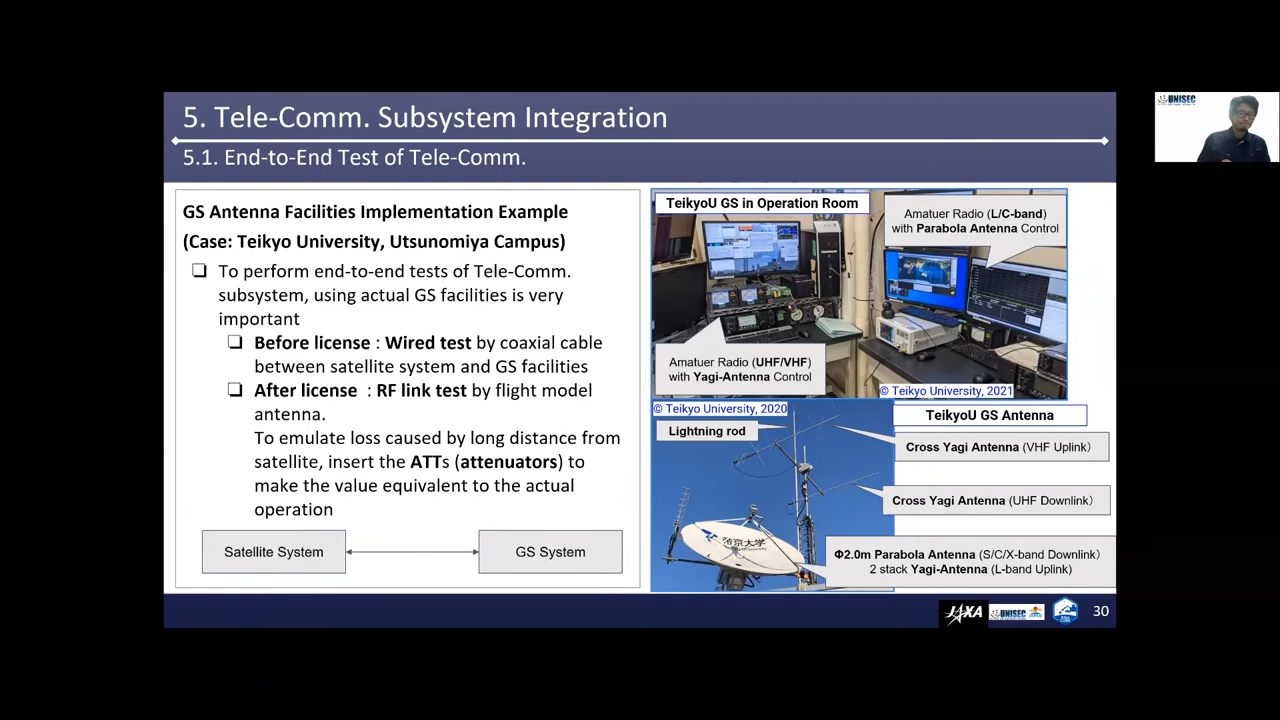 5. Tele-Comm. Subsystem Integration
5.1. End-to-End Test of Tele-Comm.
GS Antenna Facilities Implementation Example
(Case: Teikyo University, Utsunomiya Campus)
❑ To perform end-to-end tests of Tele-Comm.
subsystem, using actual GS facilities is very
important
❑ Before license : Wired test by coaxial cable
between satellite system and GS facilities
❑ After license : RF link test by flight model
antenna.
To emulate loss caused by long distance from
satellite, insert the ATTs (attenuators) to
make the value equivalent to the actual
operation
Satellite System
GS System
TeikyoU GS in Operation Room
Amatuer Radio (L/C-band)
with Parabola Antenna Control
Amatuer Radio (UHF/VHF)
with Yagi-Antenna Control
© Teikyo University, 2021
© Teikyo University, 2020
TeikyoU GS Antenna
Lightning rod
Cross Yagi Antenna (VHF Uplink）
Cross Yagi Antenna (UHF Downlink）
Φ2.0m Parabola Antenna (S/C/X-band Downlink）
2 stack Yagi-Antenna (L-band Uplink)
帝京大学
JAXA
UNISEC
30
UNISEC